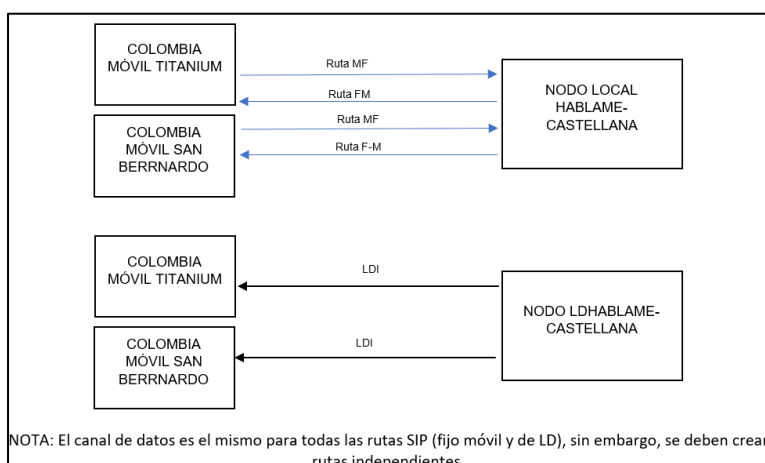 COLOMBIA
MÓVIL TITANIUM
Ruta MF
Ruta FM
NODO LOCAL
HABLAME-
CASTELLANA
COLOMBIA
MÓVIL SAN
BERRNARDO
Ruta MF
Ruta F-M
COLOMBIA
MÓVIL TITANIUM
LDI
NODO LDHABLAME-
CASTELLANA
COLOMBIA
MÓVIL SAN
BERRNARDO
LDI
NOTA: El canal de datos es el mismo para todas las rutas SIP (fijo móvil y de LD), sin embargo, se deben crear
rutas independientes